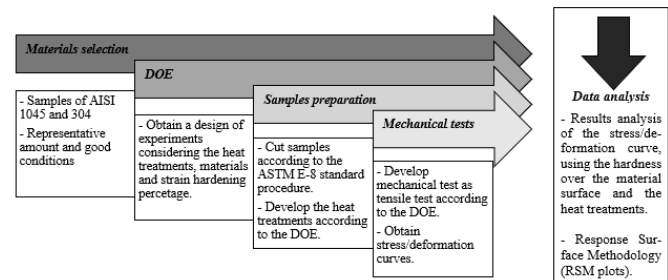 Materials selection
DOE
Samples preparation
Mechanical tests
- Samples of AISI
1045 and 304
- Representative
amount and good
conditions
- Obtain a design of
experiments
considering the heat
treatments, materials
and strain hardening
percetage.
- Cut samples
according to the
ASTM E-8 standard
procedure.
- Develop the heat
treatments according
to the DOE.
- Develop
mechanical test as
tensile test according
to the DOE.
- Obtain
stress/deformation
curves.
Data analysis
- Results analysis
of the stress/de-
formation curve,
using the hardness
over the material
surface and the
heat treatments.
- Response Sur-
face Methodology
(RSM plots).